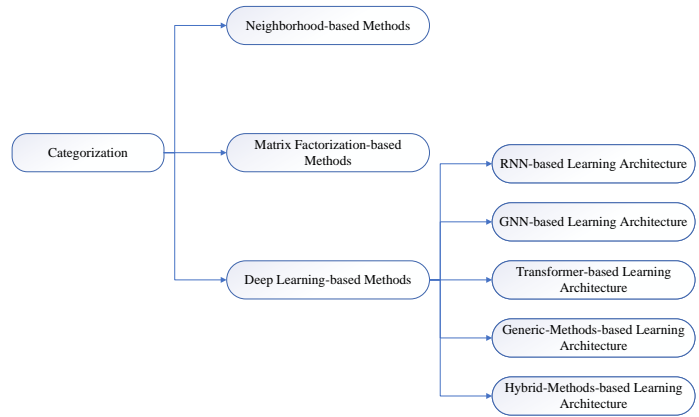 Neighborhood-based Methods
Categorization
Matrix Factorization-based
Methods
Deep Learning-based Methods
RNN-based Learning Architecture
GNN-based Learning Architecture
Transformer-based Learning
Architecture
Generic-Methods-based Learning
Architecture
Hybrid-Methods-based Learning
Architecture